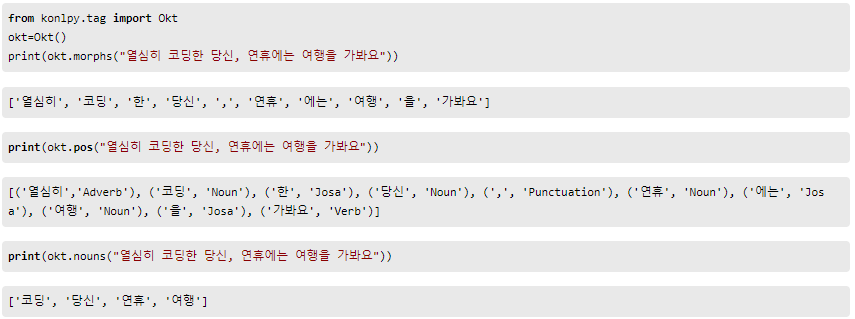 from konlpy.tag import Okt
okt=Okt()
print(okt.morphs("열심히 코딩한 당신, 연휴에는 여행을 가봐요"))
['열심히', '코딩', '한', '당신', ',', '연휴', '에는', '여행', '을', '가봐요']
print(okt.pos("열심히 코딩한 당신, 연휴에는 여행을 가봐요"))
[('열심히','Adverb'), ('코딩', 'Noun'), ('한', 'Josa'), ('당신', 'Noun'), (',', 'Punctuation'), ('연휴', 'Noun'), ('에는', 'Jos
a'), ('여행', 'Noun'), ('을', 'Josa'), ('가봐요', 'Verb')]
print(okt.nouns("열심히 코딩한 당신, 연휴에는 여행을 가봐요"))
['코딩', '당신', '연휴', '여행']